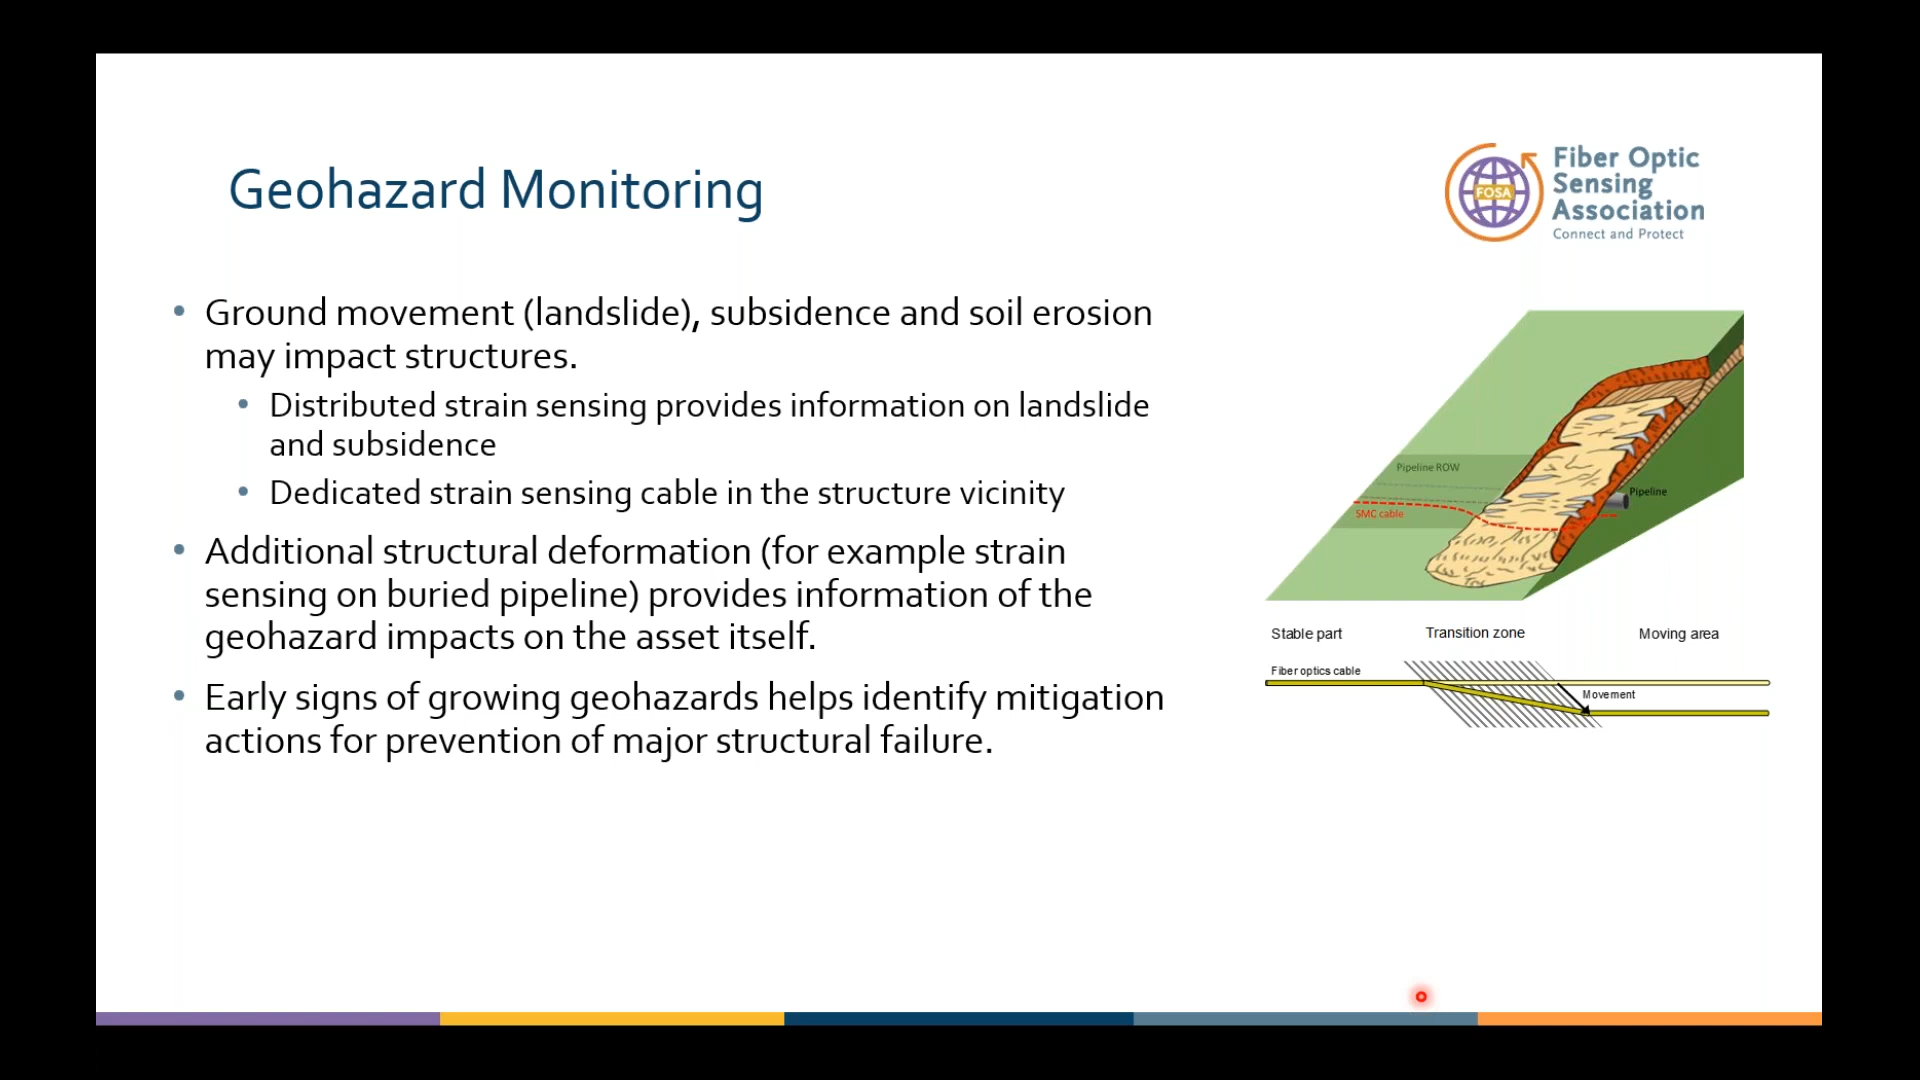 Geohazard Monitoring
FOSA
Fiber Optic
Sensing
Association
Connect and Protect
• Ground movement (landslide), subsidence and soil erosion
may impact structures.
• Distributed strain sensing provides information on landslide
and subsidence
• Dedicated strain sensing cable in the structure vicinity
• Additional structural deformation (for example strain
sensing on buried pipeline) provides information of the
geohazard impacts on the asset itself.
• Early signs of growing geohazards helps identify mitigation
actions for prevention of major structural failure.
Pipeline ROW
Pipeline
SMC cable
Stable part
Transition zone
Moving area
Fiber optics cable
Movement